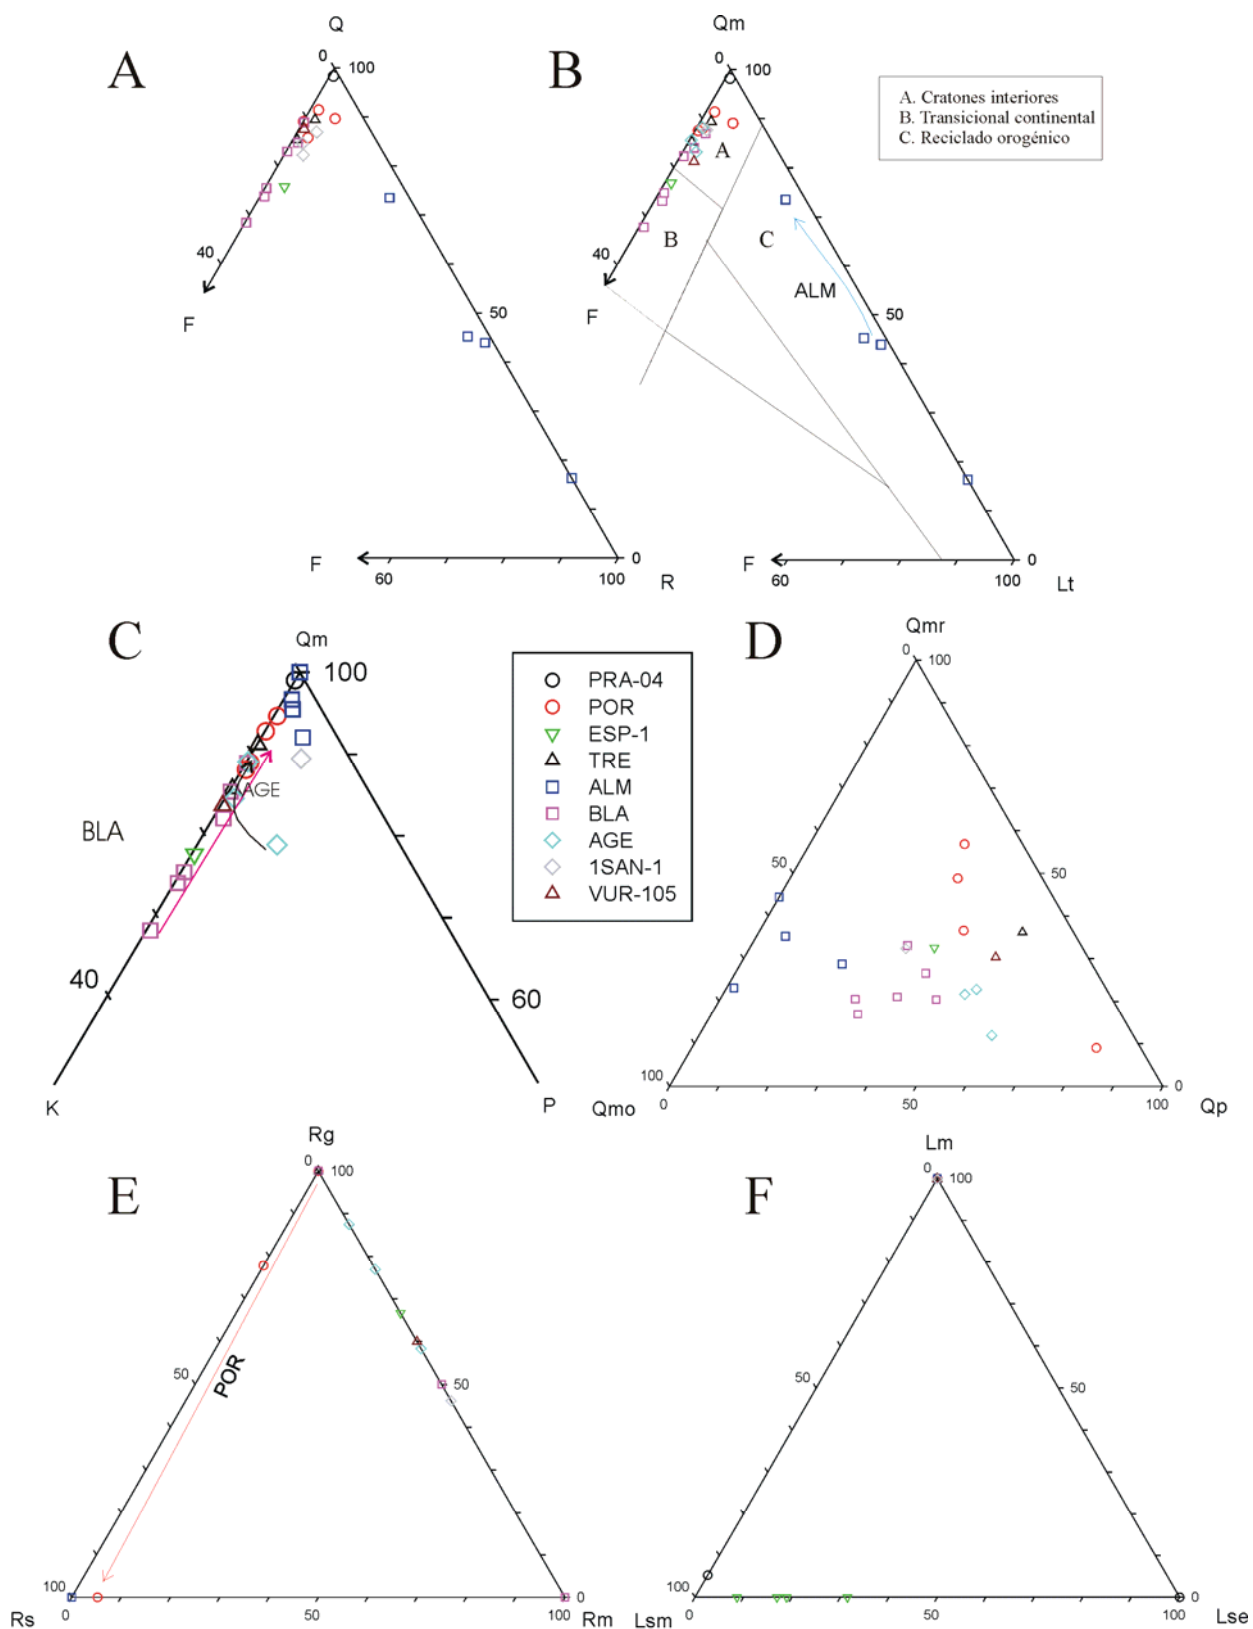 A
Q
0
100
40
F
50
F
60
100
0
R
B
Qm
0
100
A
B
C
40
F
ALM
50
F
60
100
0
Lt
A. Cratones interiores
B. Transicional continental
C. Reciclado orogénico
C
Qm
100
AGE
BLA
40
60
K
P
PRA-04
POR
ESP-1
TRE
ALM
BLA
AGE
1SAN-1
VUR-105
D
Qmr
0
100
50
50
100
0
Qmo
0
50
100
Qp
E
Rg
0
100
50
POR
50
100
0
Rs
0
50
100
Rm
F
Lm
0
100
50
50
100
0
Lsm
0
50
100
Lse